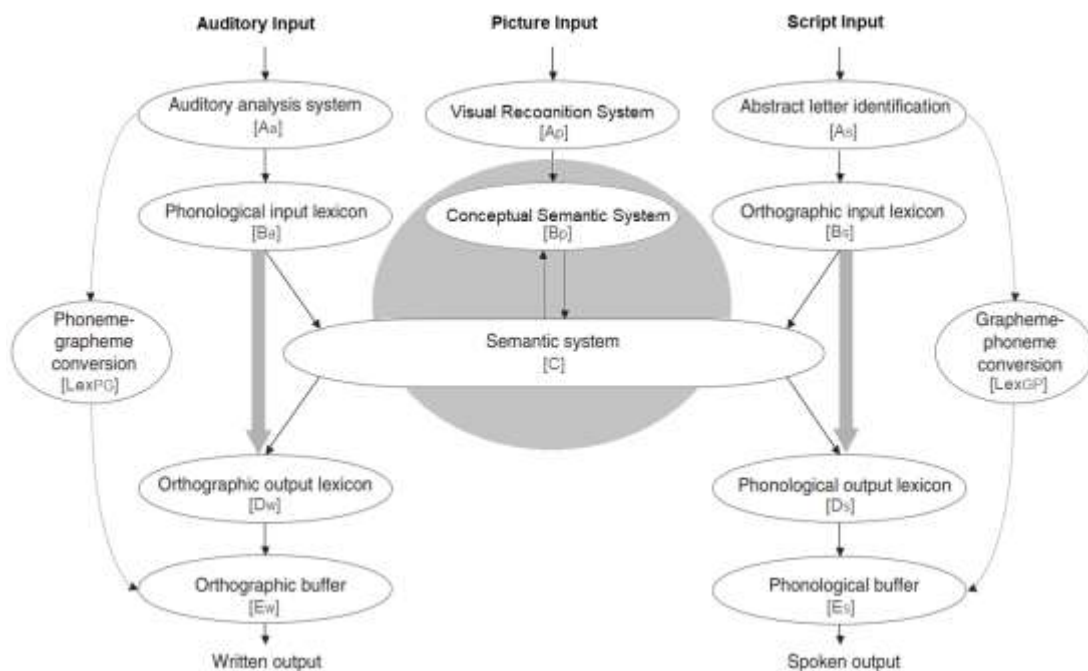 Auditory Input
Picture Input
Script Input
Auditory analysis system
[Aa]
Visual Recognition System
[Ap]
Abstract letter identification
[As]
Phonological input lexicon
[Ba]
Conceptual Semantic System
[Bp]
Orthographic input lexicon
[Bs]
Phoneme-
grapheme
conversion
[LexPG]
Semantic system
[C]
Grapheme-
phoneme
conversion
[LexGP]
Orthographic output lexicon
[Dw]
Phonological output lexicon
[Ds]
Orthographic buffer
[Ew]
Phonological buffer
[Es]
Written output
Spoken output